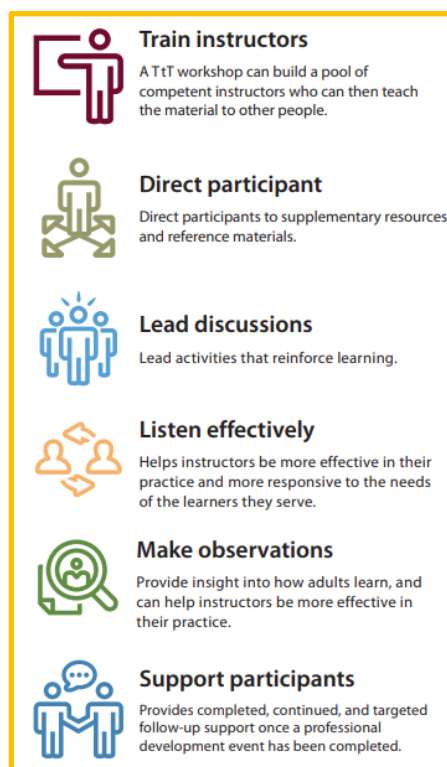 Train instructors
A TtT workshop can build a pool of
competent instructors who can then teach
the material to other people.
Direct participant
Direct participants to supplementary resources
and reference materials.
Lead discussions
Lead activities that reinforce learning.
Listen effectively
Helps instructors be more effective in their
practice and more responsive to the needs
of the learners they serve.
Make observations
Provide insight into how adults learn, and
can help instructors be more effective in
their practice.
Support participants
Provides completed, continued, and targeted
follow-up support once a professional
development event has been completed.